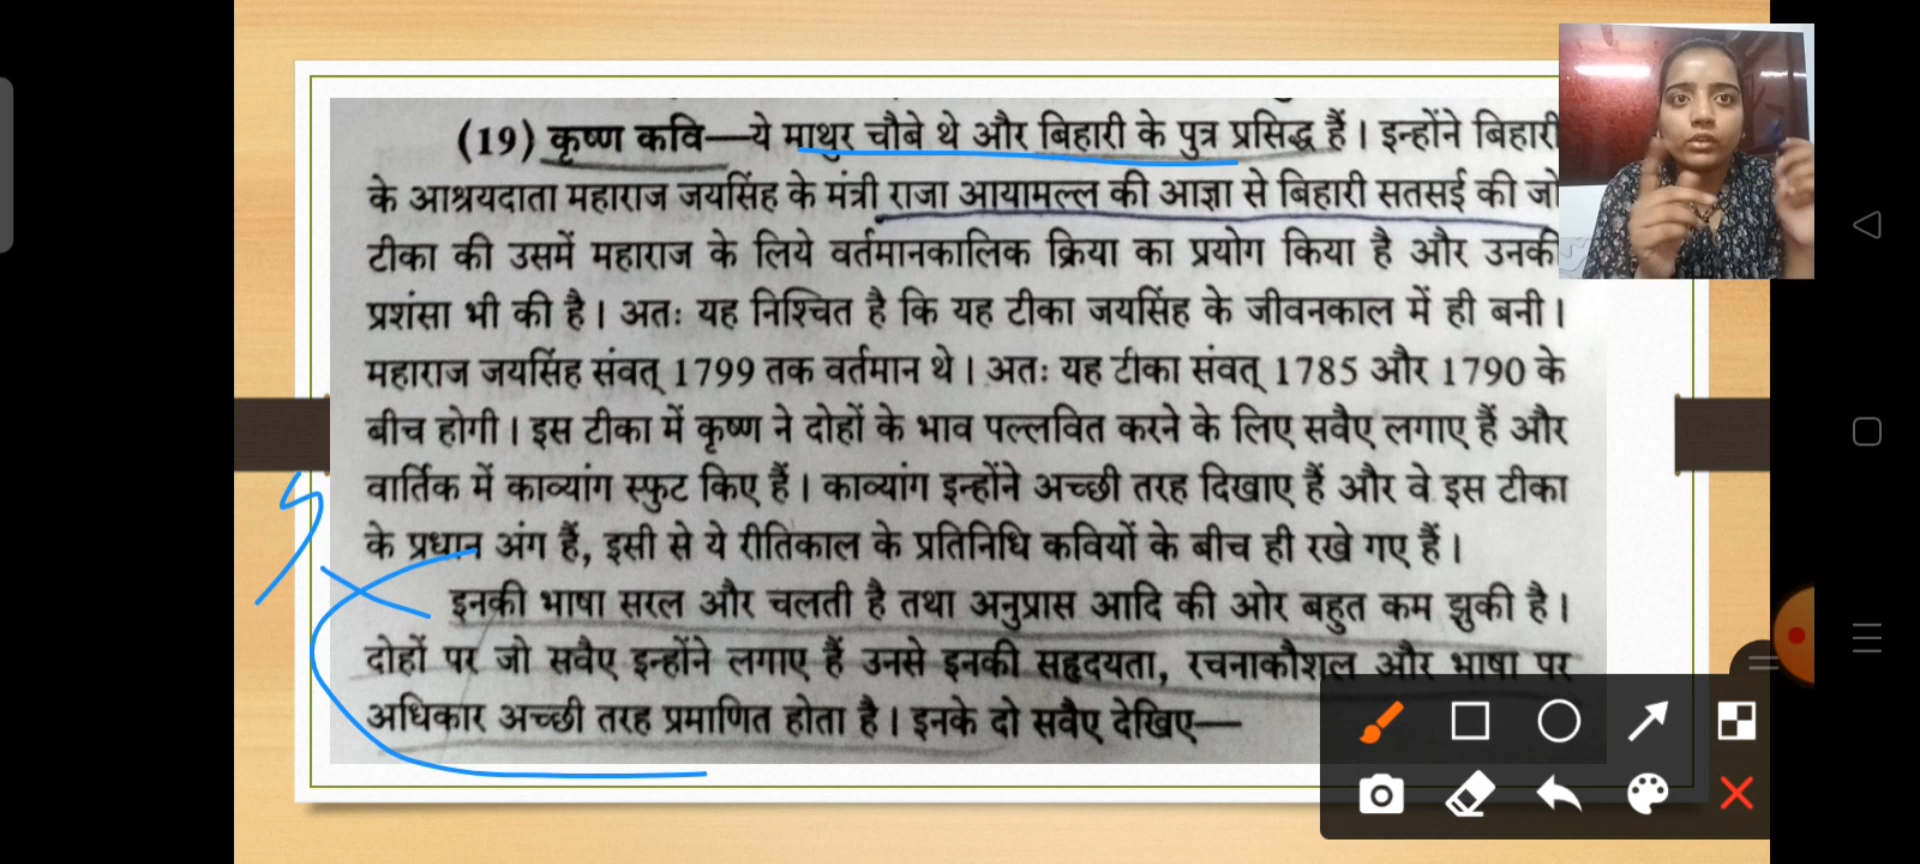 (19) कृष्ण कवि—ये माथुर चौबे थे और बिहारी के पुत्र प्रसिद्ध हैं। इन्होंने बिहारी
के आश्रयदाता महाराज जयसिंह के मंत्री राजा आयामल्ल की आज्ञा से बिहारी सतसई की जो
टीका की उसमें महाराज के लिये वर्तमानकालिक क्रिया का प्रयोग किया है और उनकी
प्रशंसा भी की है। अतः यह निश्चित है कि यह टीका जयसिंह के जीवनकाल में ही बनी।
महाराज जयसिंह संवत् 1799 तक वर्तमान थे। अतः यह टीका संवत् 1785 और 1790 के
बीच होगी। इस टीका में कृष्ण ने दोहों के भाव पल्लवित करने के लिए सवैए लगाए हैं और
वार्तिक में काव्यांग स्फुट किए हैं। काव्यांग इन्होंने अच्छी तरह दिखाए हैं और वे इस टीका
के प्रधान अंग हैं, इसी से ये रीतिकाल के प्रतिनिधि कवियों के बीच ही रखे गए हैं।
इनकी भाषा सरल और चलती है तथा अनुप्रास आदि की ओर बहुत कम झुकी है।
दोहों पर जो सवैए इन्होंने लगाए हैं उनसे इनकी सहृदयता, रचनाकौशल और भाषा पर
अधिकार अच्छी तरह प्रमाणित होता है। इनके दो सवैए देखिए—